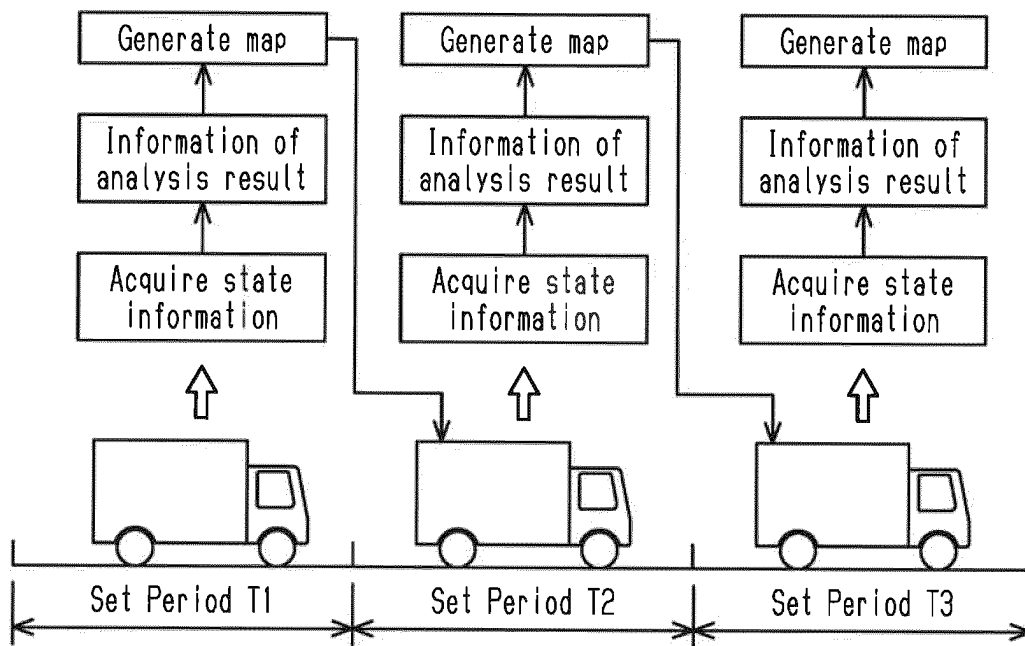 Generate map
Generate map
Generate map
Information of
analysis result
Information of
analysis result
Information of
analysis result
Acquire state
information
Acquire state
information
Acquire state
information
Set Period T1
Set Period T2
Set Period T3